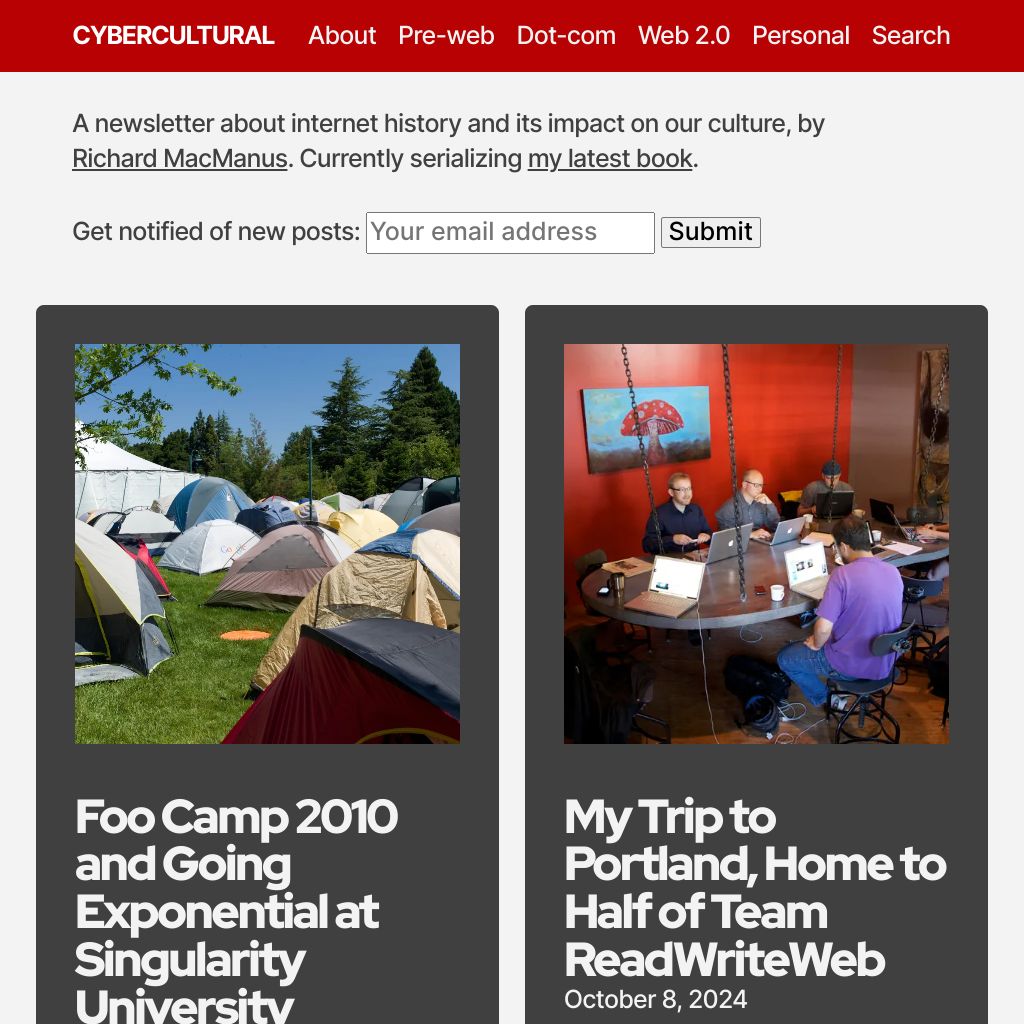 CYBERCULTURAL About Pre-web Dot-com Web 2.0 Personal Search
A newsletter about internet history and its impact on our culture, by
Richard MacManus. Currently serializing my latest book.
Get notified of new posts: Your email address Submit
Google
Foo Camp 2010
and Going
Exponential at
Singularity
University
My Trip to
Portland, Home to
Half of Team
ReadWriteWeb
October 8, 2024